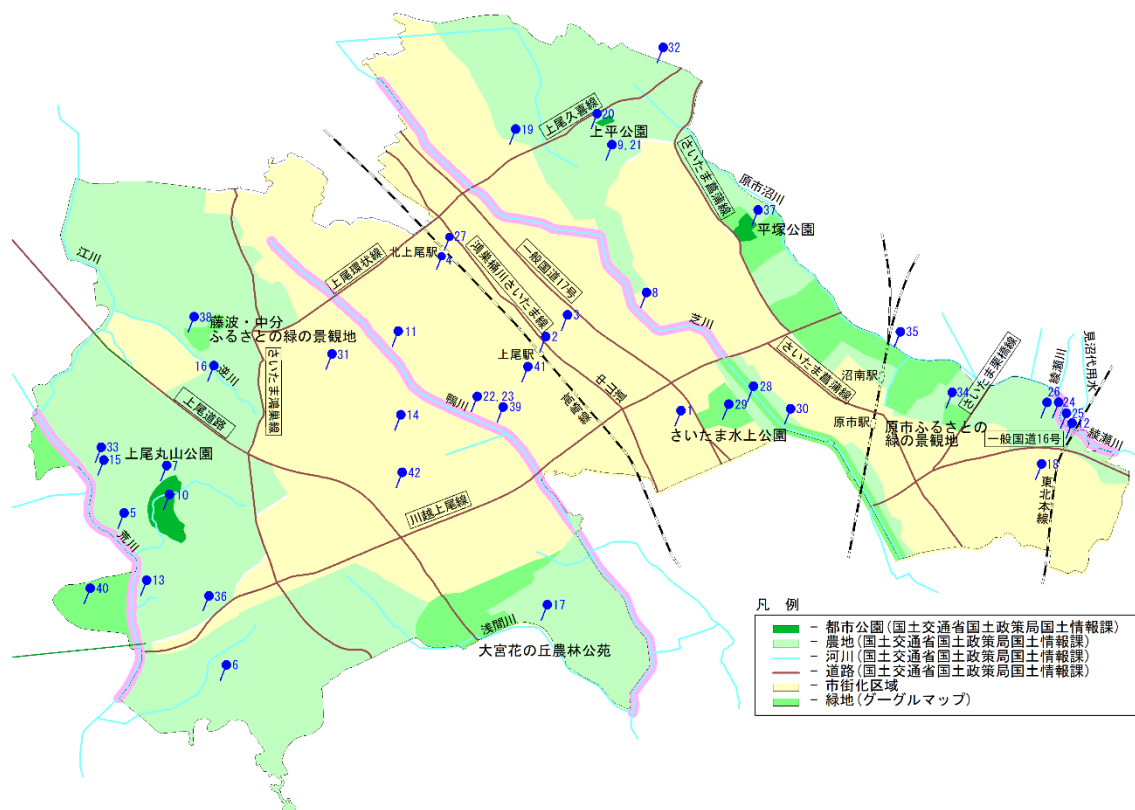 32
上尾久喜線
20
19
上平公園
9,21
さいたま菖蒲線
原市沼川
37
平塚公園
27
北上尾駅
4
鴻巣桶川さいたま線
一般国道17号
上尾環状線
江川
8
38
藤波・中分
ふるさとの緑の景観地
3
2
芝川
11
31
上尾駅
41
16
逆川
さいたま鴻巣線
上尾道路
中山道
高崎線
さいたま菖蒲線
沼南駅
35
さいたま栗橋線
綾瀬川
見沼代用水
28
34
26
24
25
12
綾瀬川
22,23
39
鴨川
14
1
29
30
さいたま水上公園
原市駅
原市ふるさとの
緑の景観地
一般国道16号
18
東北本線
33
15
上尾丸山公園
7
10
42
5
川越上尾線
荒川
13
40
36
17
浅間川
大宮花の丘農林公苑
6
凡 例
- 都市公園(国土交通省国土政策局国土情報課)
- 農地(国土交通省国土政策局国土情報課)
- 河川(国土交通省国土政策局国土情報課)
- 道路(国土交通省国土政策局国土情報課)
- 市街化区域
- 緑地(グーグルマップ)